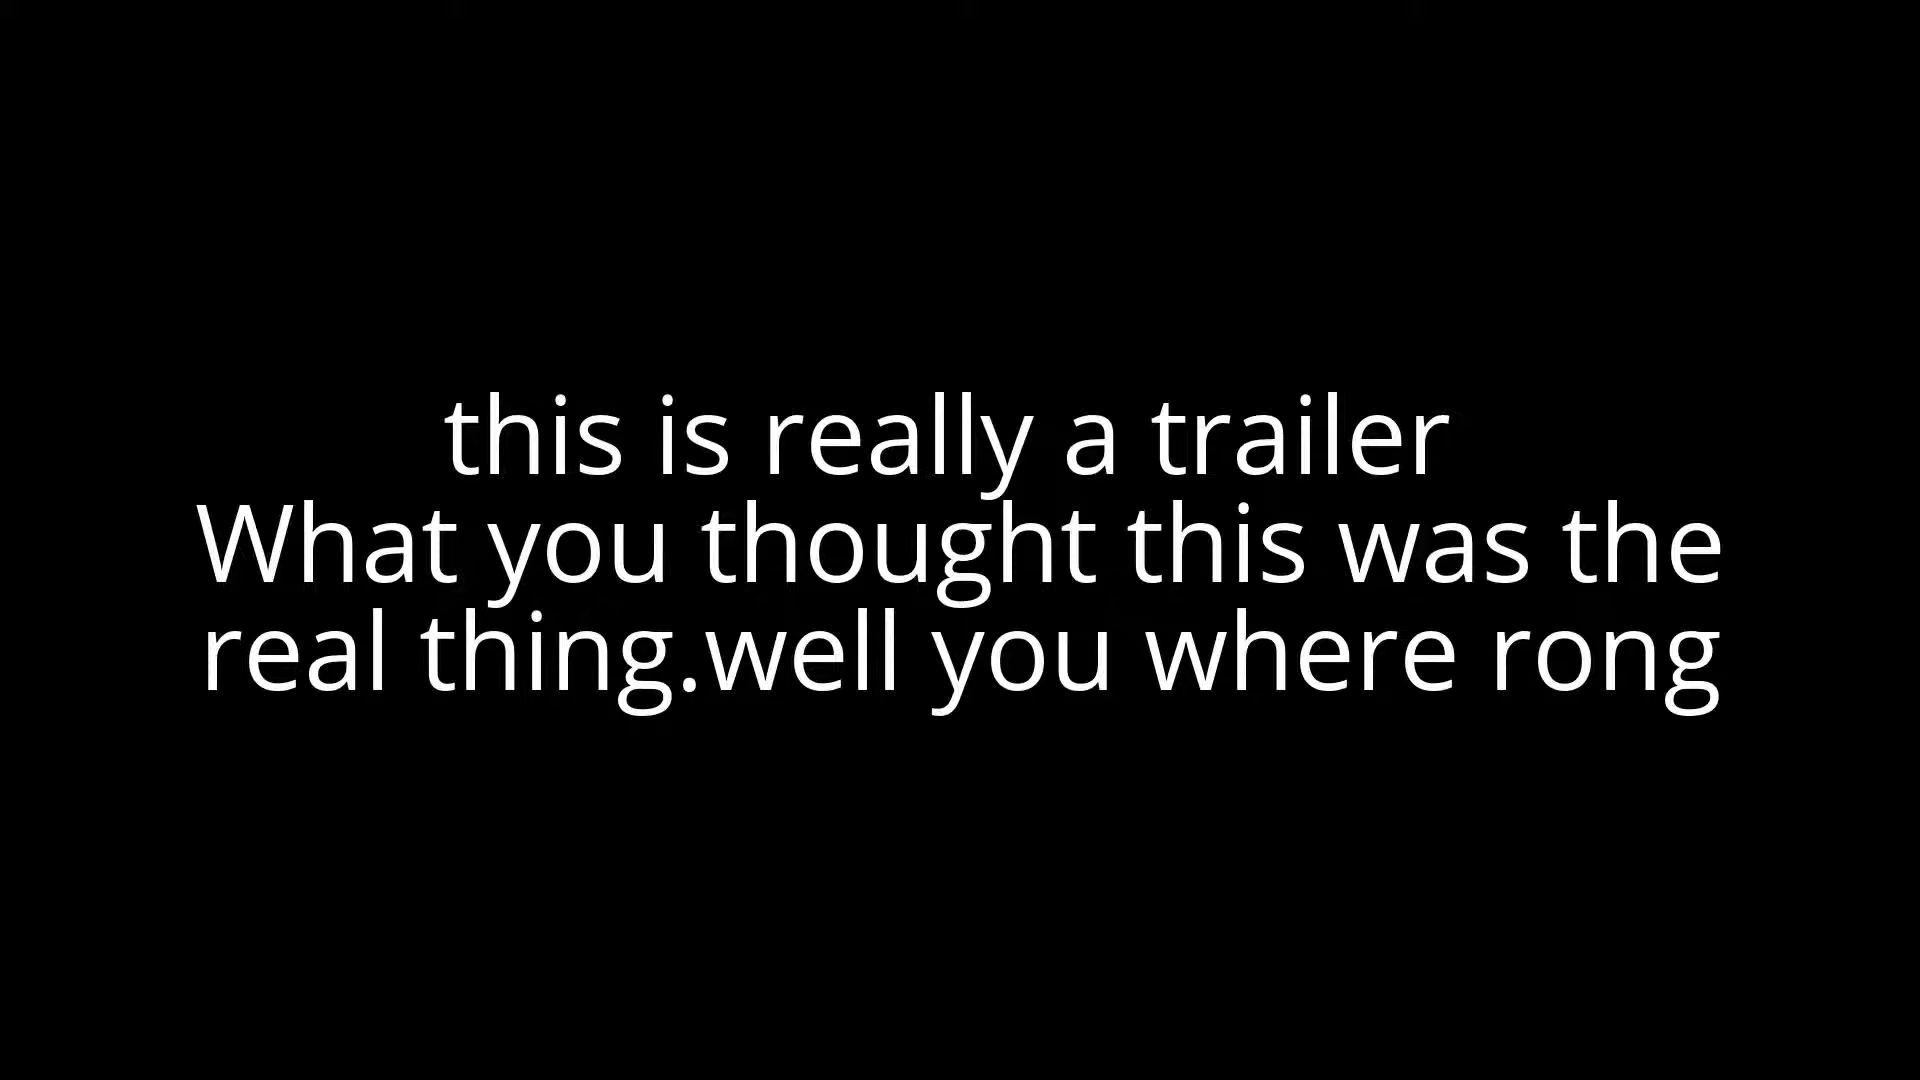 this is really a trailer
What you thought this was the
real thing.well you where rong